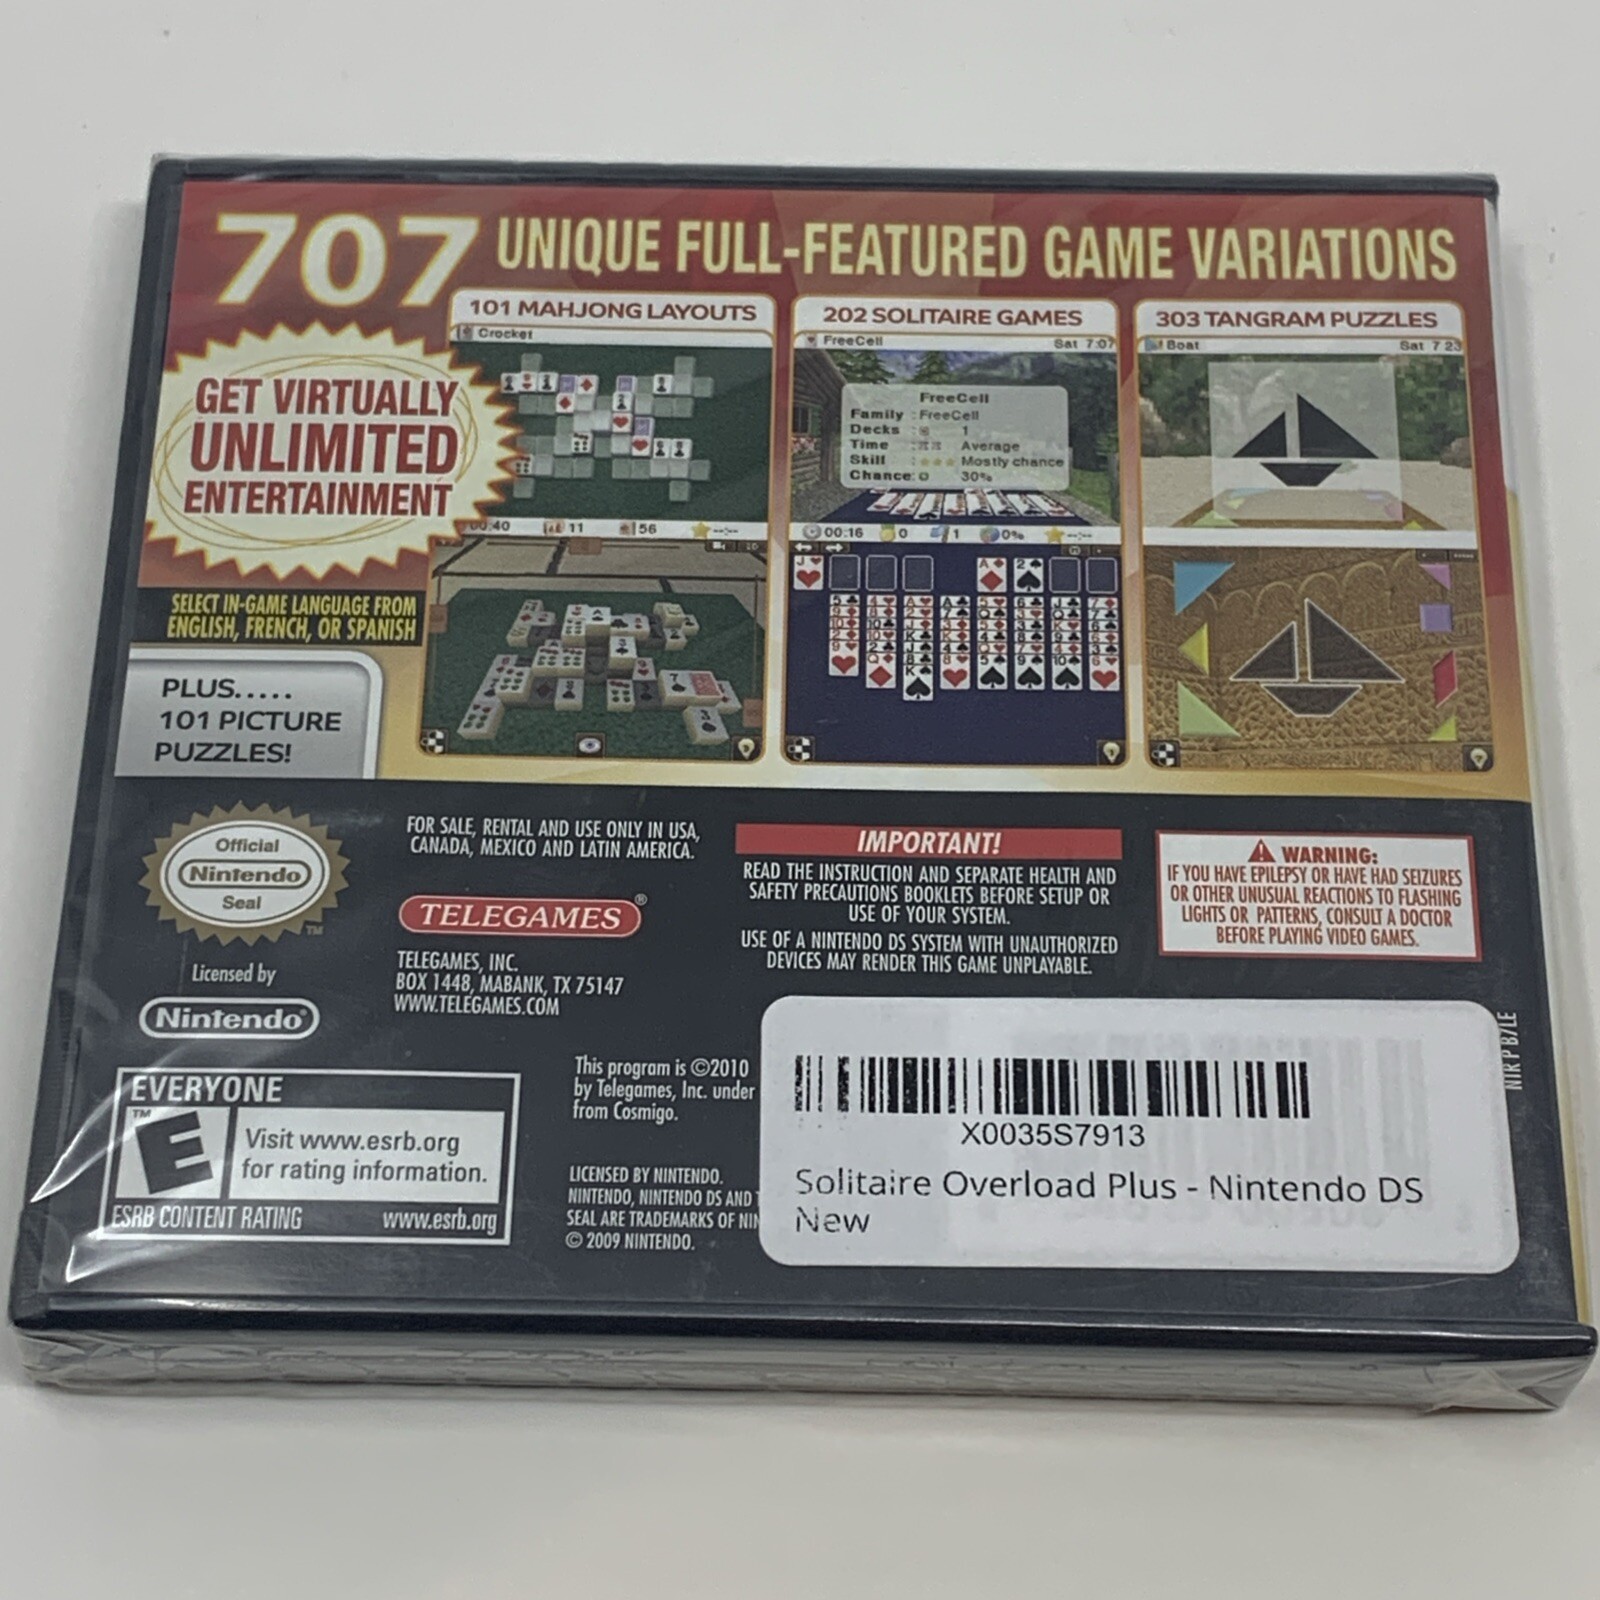 707 UNIQUE FULL-FEATURED GAME VARIATIONS
GET VIRTUALLY
UNLIMITED
ENTERTAINMENT
SELECT IN-GAME LANGUAGE FROM
ENGLISH, FRENCH, OR SPANISH
PLUS.....
101 PICTURE
PUZZLES!
101 MAHJONG LAYOUTS
Crocket
00:40 11 56 --:--
202 SOLITAIRE GAMES
FreeCell Sat 7:07
FreeCell
Family : FreeCell
Decks : 1
Time : Average
Skill : Mostly chance
Chance: 30%
00:16 0 1 0% --:--
303 TANGRAM PUZZLES
Boat Sat 7 23
Official
Nintendo
Seal
TM
Licensed by
Nintendo®
FOR SALE, RENTAL AND USE ONLY IN USA,
CANADA, MEXICO AND LATIN AMERICA.
TELEGAMES®
TELEGAMES, INC.
BOX 1448, MABANK, TX 75147
WWW.TELEGAMES.COM
IMPORTANT!
READ THE INSTRUCTION AND SEPARATE HEALTH AND
SAFETY PRECAUTIONS BOOKLETS BEFORE SETUP OR
USE OF YOUR SYSTEM.
USE OF A NINTENDO DS SYSTEM WITH UNAUTHORIZED
DEVICES MAY RENDER THIS GAME UNPLAYABLE.
WARNING:
IF YOU HAVE EPILEPSY OR HAVE HAD SEIZURES
OR OTHER UNUSUAL REACTIONS TO FLASHING
LIGHTS OR PATTERNS, CONSULT A DOCTOR
BEFORE PLAYING VIDEO GAMES.
EVERYONE
TM
E
Visit www.esrb.org
for rating information.
ESRB CONTENT RATING www.esrb.org
This program is ©2010
by Telegames, Inc. under
from Cosmigo.
LICENSED BY NINTENDO.
NINTENDO, NINTENDO DS AND
SEAL ARE TRADEMARKS OF
© 2009 NINTENDO.
X0035S7913
Solitaire Overload Plus - Nintendo DS
New